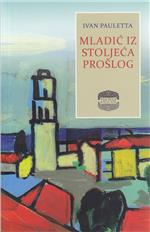 IVAN PAULETTA
MLADIĆ IZ
STOLJEĆA
PROŠLOG